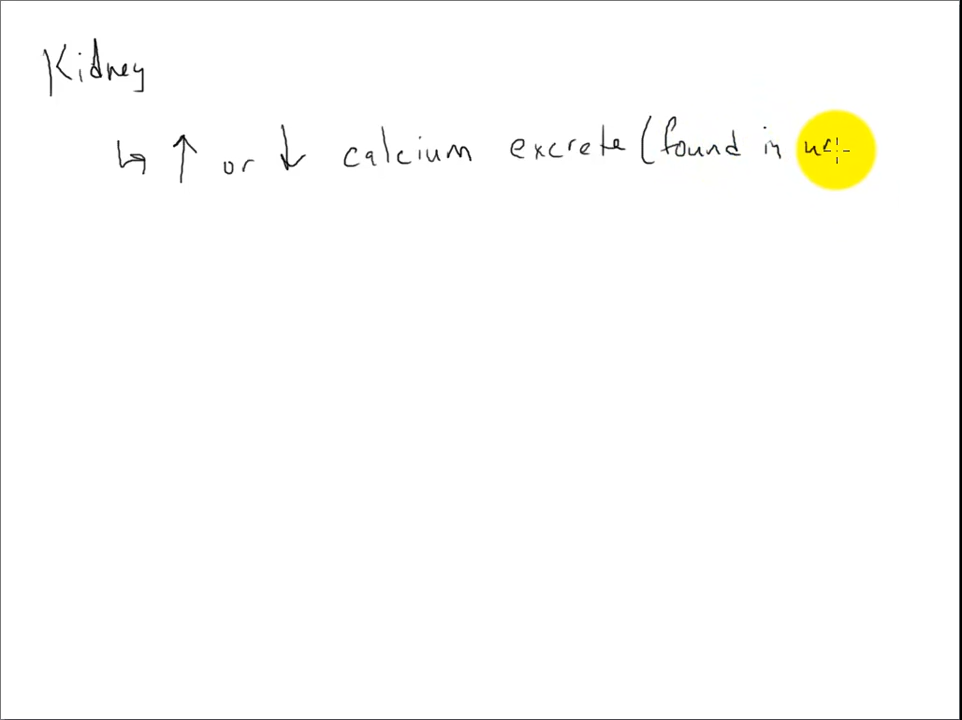 Kidney
↳ ↑ or ↓ calcium excrete (found in